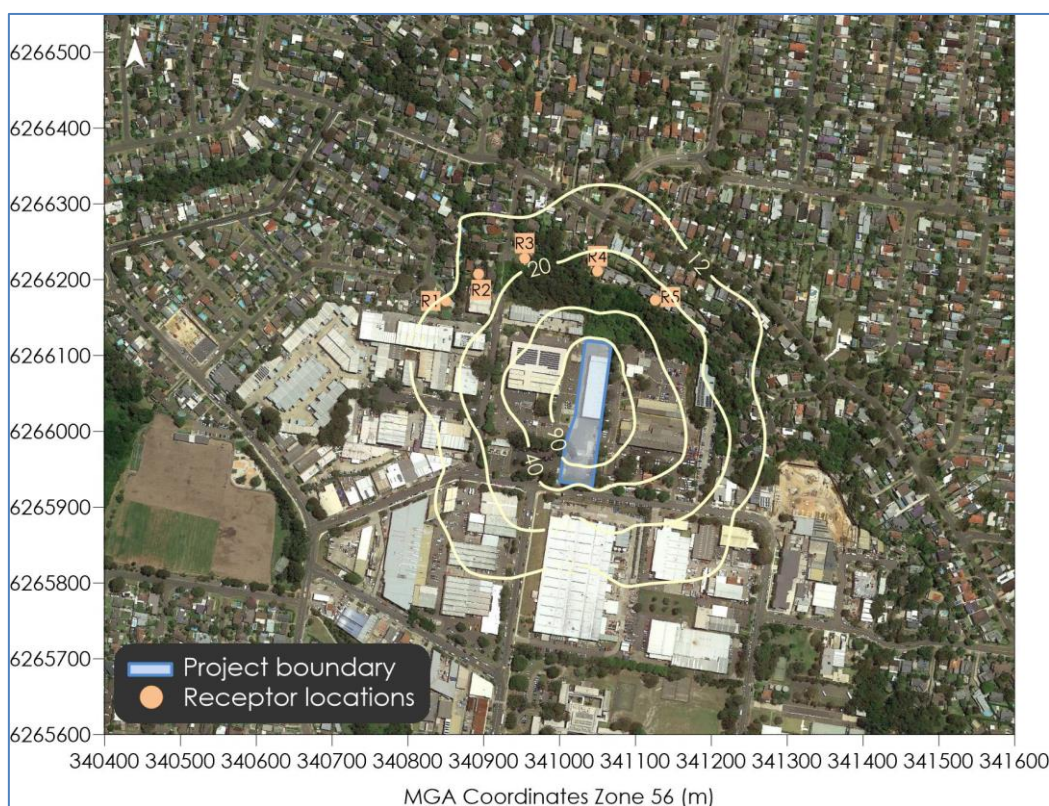 6266500
6266400
6266300
6266200
6266100
6266000
6265900
6265800
6265700
6265600
N
12
20
R3
R4
R1
R2
R5
40
Project boundary
Receptor locations
340400 340500 340600 340700 340800 340900 341000 341100 341200 341300 341400 341500 341600
MGA Coordinates Zone 56 (m)